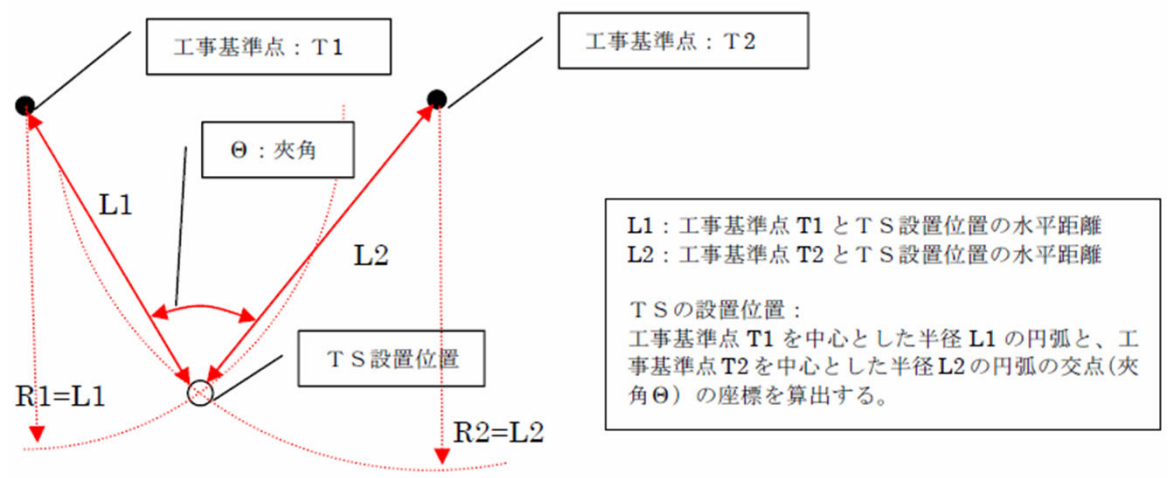 工事基準点：Ｔ1
工事基準点：Ｔ2
Θ：夾角
L1
L2
ＴＳ設置位置
R1=L1
R2=L2
L1：工事基準点 T1 とＴＳ設置位置の水平距離
L2：工事基準点 T2 とＴＳ設置位置の水平距離
ＴＳの設置位置：
工事基準点 T1 を中心とした半径 L1 の円弧と、工
事基準点T2を中心とした半径L2の円弧の交点(夾
角Θ）の座標を算出する。